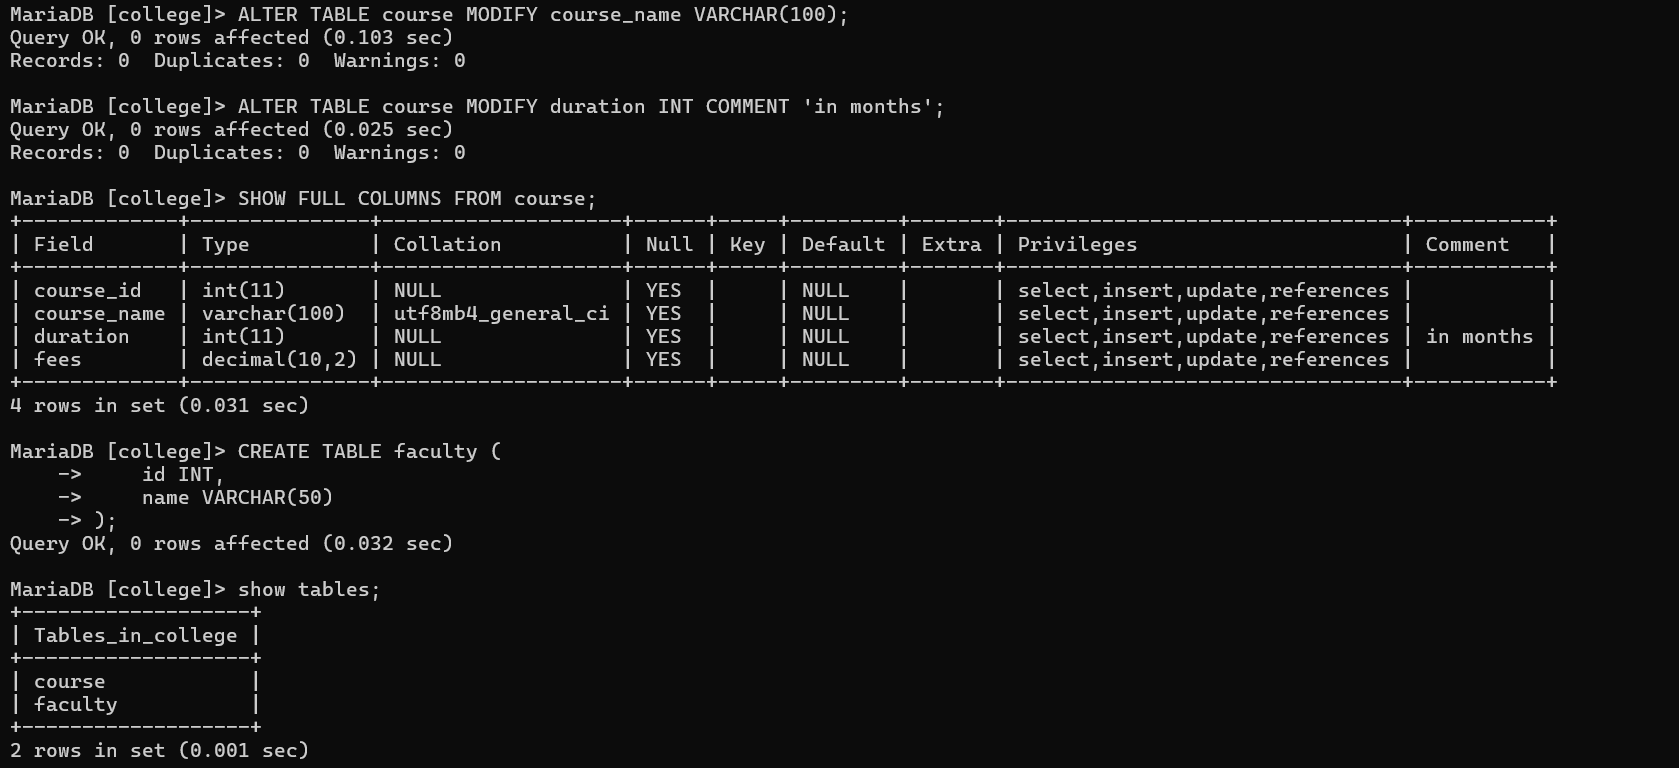 MariaDB [college]> ALTER TABLE course MODIFY course_name VARCHAR(100);
Query OK, 0 rows affected (0.103 sec)
Records: 0  Duplicates: 0  Warnings: 0

MariaDB [college]> ALTER TABLE course MODIFY duration INT COMMENT 'in months';
Query OK, 0 rows affected (0.025 sec)
Records: 0  Duplicates: 0  Warnings: 0

MariaDB [college]> SHOW FULL COLUMNS FROM course;
+-------------+---------------+--------------------+------+-----+---------+-------+---------------------------------+-----------+
| Field       | Type          | Collation          | Null | Key | Default | Extra | Privileges                      | Comment   |
+-------------+---------------+--------------------+------+-----+---------+-------+---------------------------------+-----------+
| course_id   | int(11)       | NULL               | YES  |     | NULL    |       | select,insert,update,references |           |
| course_name | varchar(100)  | utf8mb4_general_ci | YES  |     | NULL    |       | select,insert,update,references |           |
| duration    | int(11)       | NULL               | YES  |     | NULL    |       | select,insert,update,references | in months |
| fees        | decimal(10,2) | NULL               | YES  |     | NULL    |       | select,insert,update,references |           |
+-------------+---------------+--------------------+------+-----+---------+-------+---------------------------------+-----------+
4 rows in set (0.031 sec)

MariaDB [college]> CREATE TABLE faculty (
    ->     id INT,
    ->     name VARCHAR(50)
    -> );
Query OK, 0 rows affected (0.032 sec)

MariaDB [college]> show tables;
+-------------------+
| Tables_in_college |
+-------------------+
| course            |
| faculty           |
+-------------------+
2 rows in set (0.001 sec)